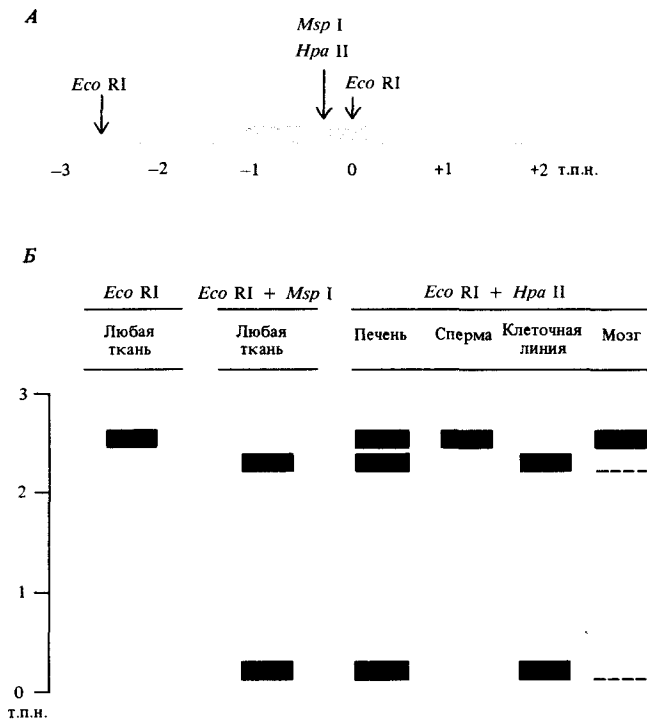 А
Msp I
Hpa II
Eco RI
Eco RI
−3 −2 −1 0 +1 +2 т.п.н.
Б
Eco RI Eco RI + Msp I Eco RI + Hpa II
Любая ткань Любая ткань Печень Сперма Клеточная линия Мозг
3
2
1
0
т.п.н.